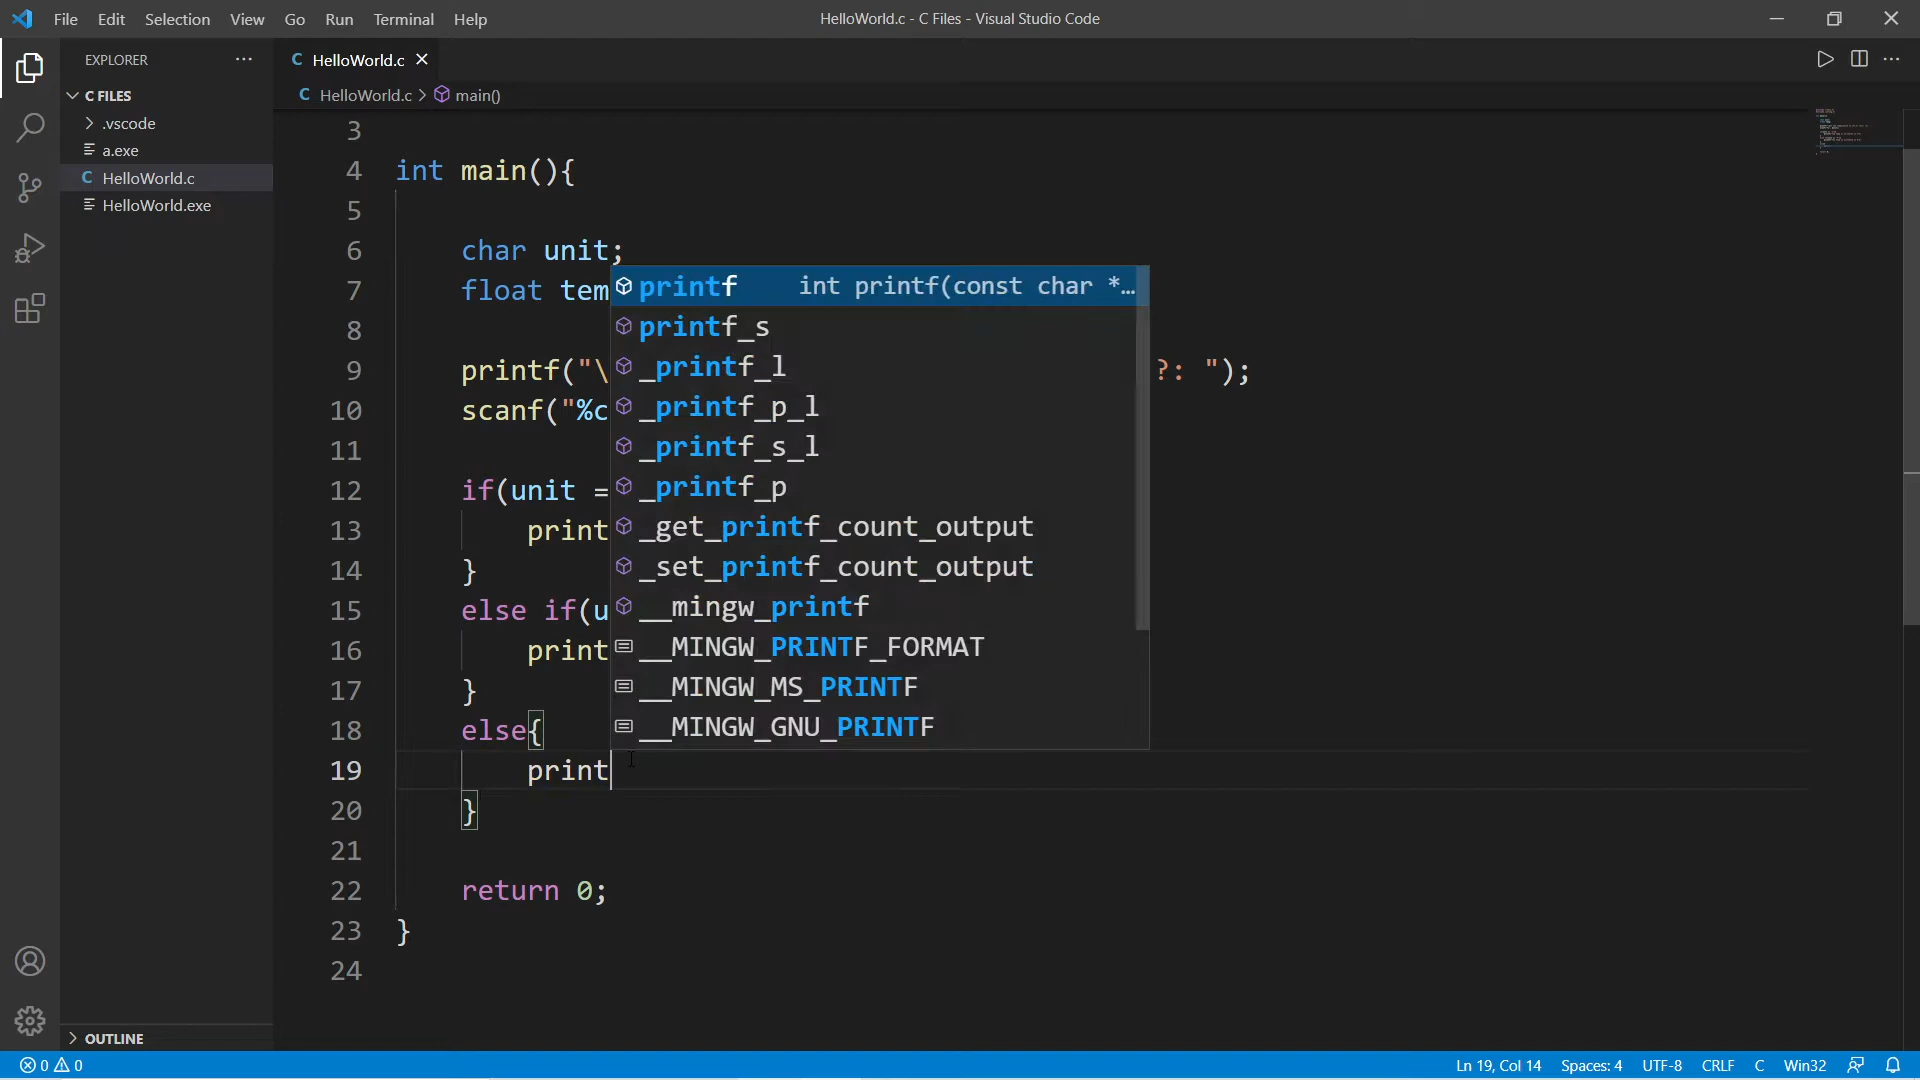 File Edit Selection View Go Run Terminal Help HelloWorld.c - C Files - Visual Studio Code
EXPLORER
C HelloWorld.c
C FILES
C HelloWorld.c > main()
.vscode
a.exe
C HelloWorld.c
HelloWorld.exe
3
4 int main(){
5
6 char unit;
7 float tem
8
9 printf("\ ?: ");
10 scanf("%c
11
12 if(unit =
13 print
14 }
15 else if(u
16 print
17 }
18 else{
19 print
20 }
21
22 return 0;
23 }
24
printf int printf(const char *…
printf_s
_printf_l
_printf_p_l
_printf_s_l
_printf_p
_get_printf_count_output
_set_printf_count_output
__mingw_printf
__MINGW_PRINTF_FORMAT
__MINGW_MS_PRINTF
__MINGW_GNU_PRINTF
OUTLINE
0 0 Ln 19, Col 14 Spaces: 4 UTF-8 CRLF C Win32